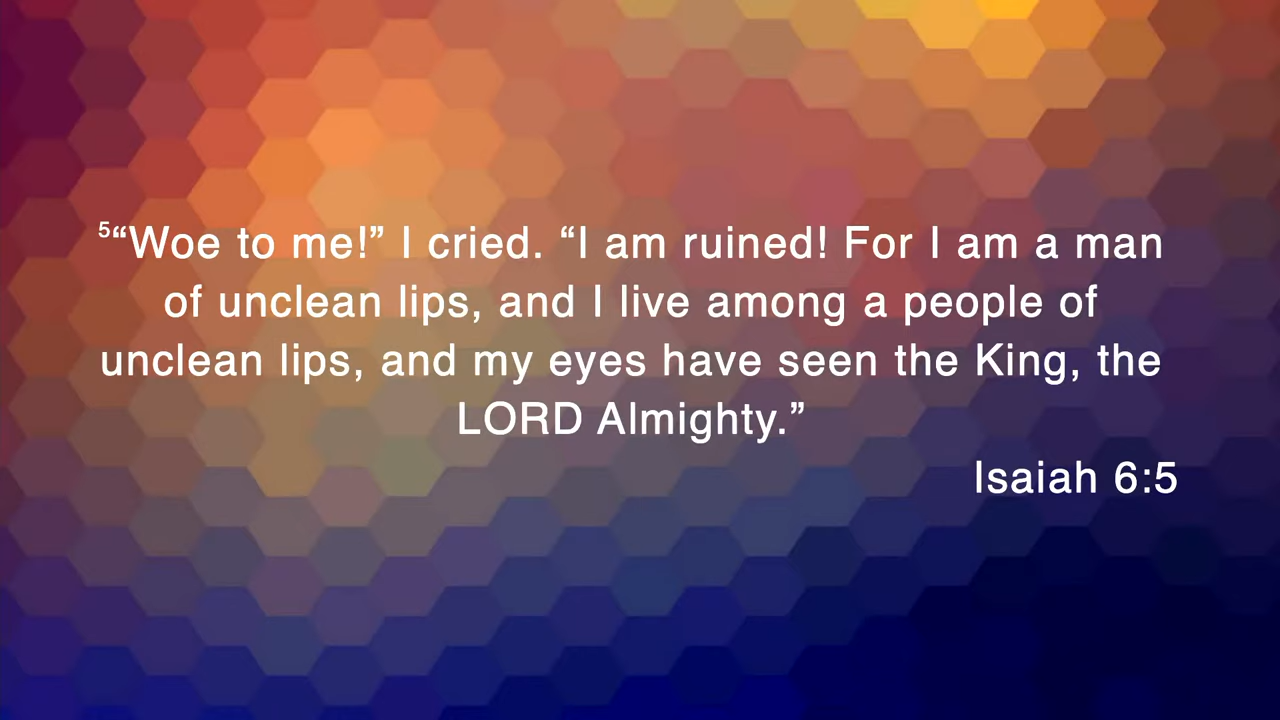 ⁵“Woe to me!” I cried. “I am ruined! For I am a man
of unclean lips, and I live among a people of
unclean lips, and my eyes have seen the King, the
LORD Almighty.”
Isaiah 6:5